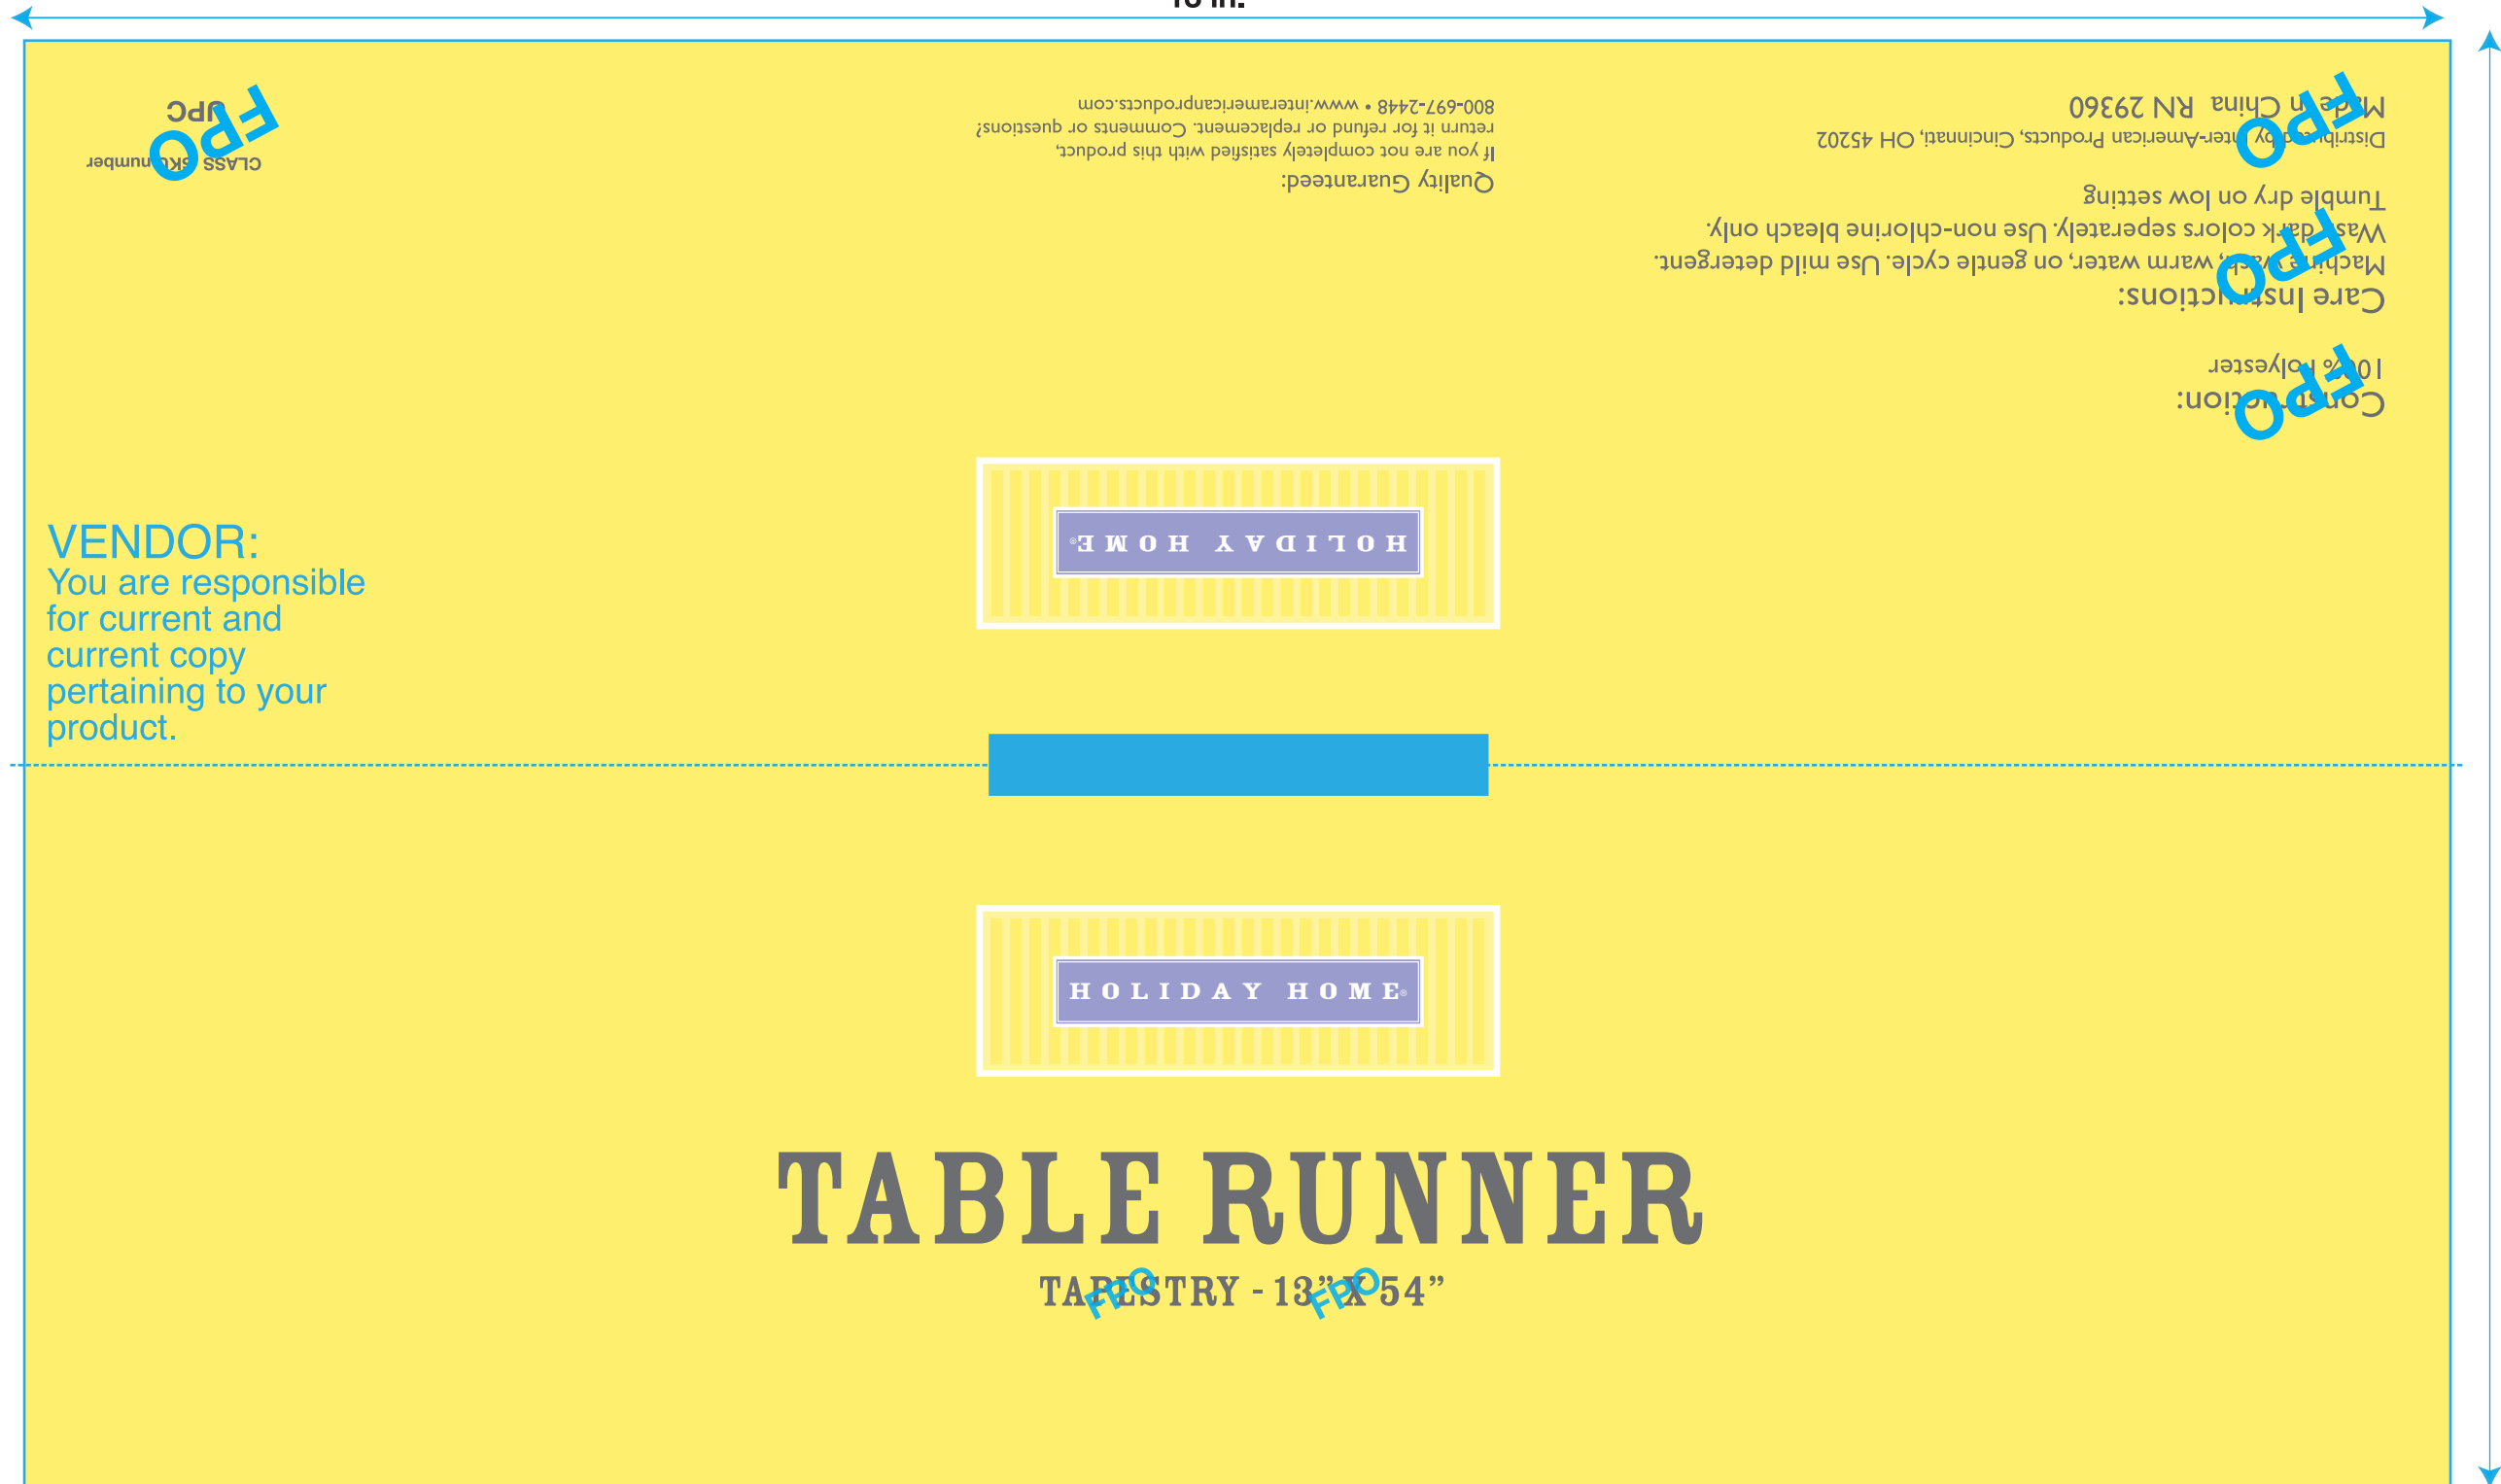 VENDOR:
You are responsible
for current and
current copy
pertaining to your
product.
HOLIDAY HOME®
TABLE RUNNER
TAPESTRY - 13” X 54”
FPO
FPO
HOLIDAY HOME®
Construction:
100% Polyester
FPO
Care Instructions:
Machine wash, warm water, on gentle cycle. Use mild detergent.
Wash dark colors seperately. Use non-chlorine bleach only.
Tumble dry on low setting
FPO
Distributed by Inter-American Products, Cincinnati, OH 45202
Made in China RN 29360
FPO
Quality Guaranteed:
If you are not completely satisfied with this product,
return it for refund or replacement. Comments or questions?
800-697-2448 • www.interamericanproducts.com
CLASS SKU number
UPC
FPO